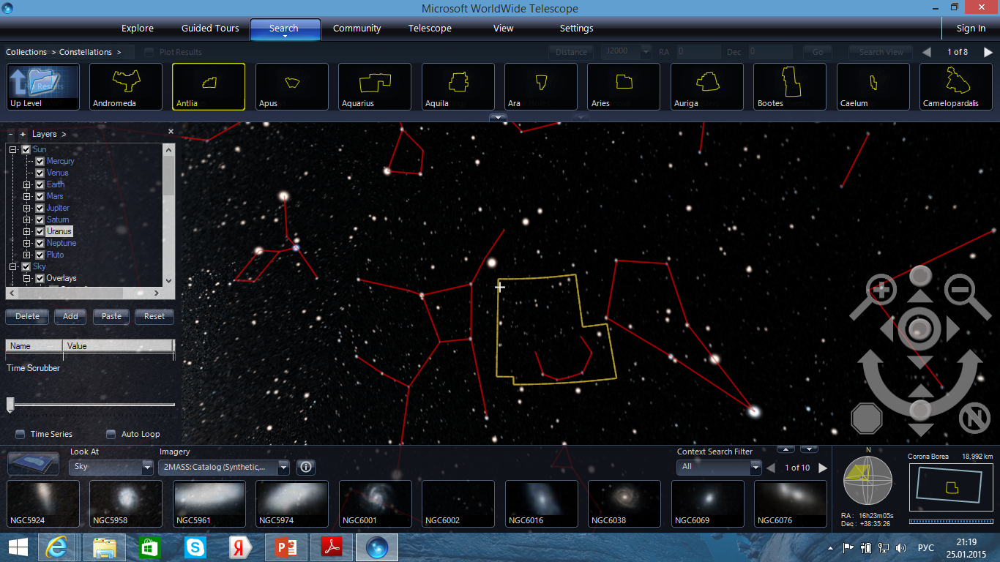 Microsoft WorldWide Telescope
Explore Guided Tours Search Community Telescope View Settings Sign In
Collections > Constellations > Plot Results Distance J2000 RA 0 Dec 0 Go Search View 1 of 8
No Results
Up Level Andromeda Antlia Apus Aquarius Aquila Ara Aries Auriga Bootes Caelum Camelopardalis
Layers >
Sun
Mercury
Venus
Earth
Mars
Jupiter
Saturn
Uranus
Neptune
Pluto
Sky
Overlays
Delete Add Paste Reset
Name Value
Time Scrubber
Time Series Auto Loop
N
Look At Imagery Context Search Filter
Sky 2MASS: Catalog (Synthetic,... All 1 of 10
NGC5924 NGC5958 NGC5961 NGC5974 NGC6001 NGC6002 NGC6016 NGC6038 NGC6069 NGC6076
N
Corona Borea 18,992 km
RA : 16h23m05s
Dec : +38:35:26
РУС
21:19
25.01.2015